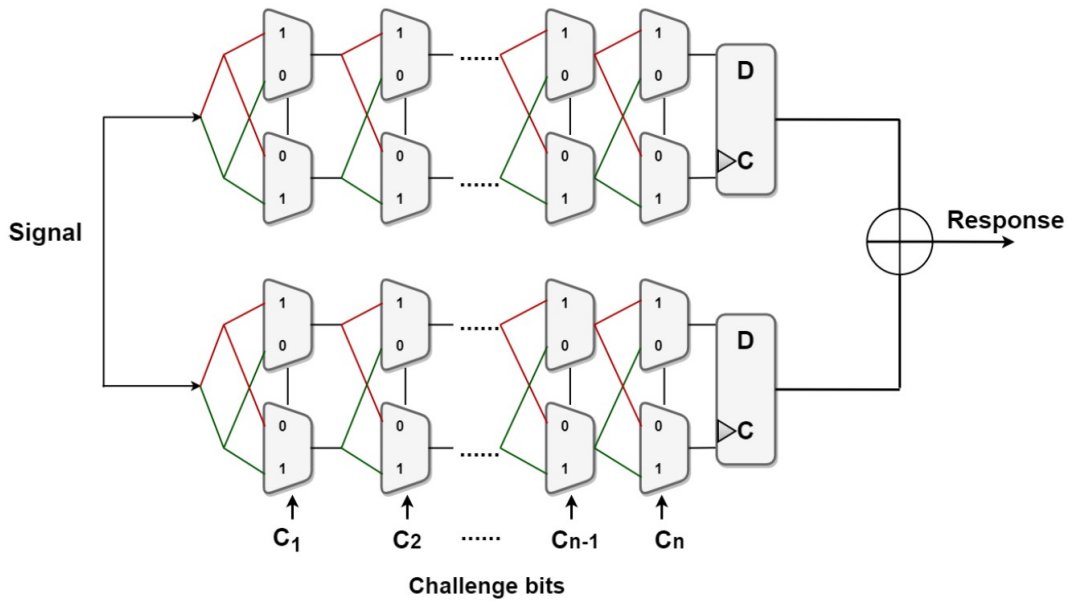 1 1 ...... 1 1
0 0 0 0 D
0 0 0 0 C
1 1 ...... 1 1
Signal
Response
1 1 ...... 1 1
0 0 0 0 D
0 0 0 0 C
1 1 ...... 1 1
C1 C2 ...... Cn-1 Cn
Challenge bits